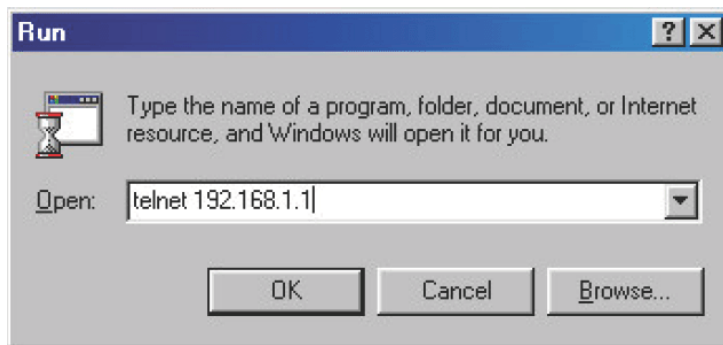 Run
Type the name of a program, folder, document, or Internet
resource, and Windows will open it for you.
Open: telnet 192.168.1.1
OK Cancel Browse...